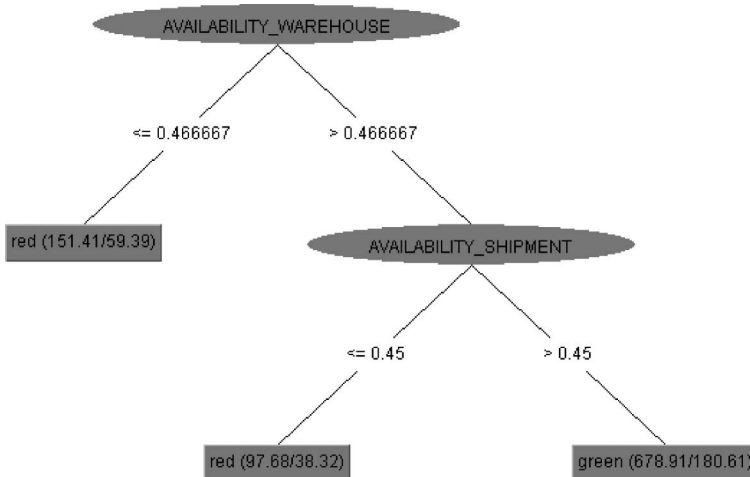 AVAILABILITY_WAREHOUSE
<= 0.466667
> 0.466667
red (151.41/59.39)
AVAILABILITY_SHIPMENT
<= 0.45
> 0.45
red (97.68/38.32)
green (678.91/180.61)